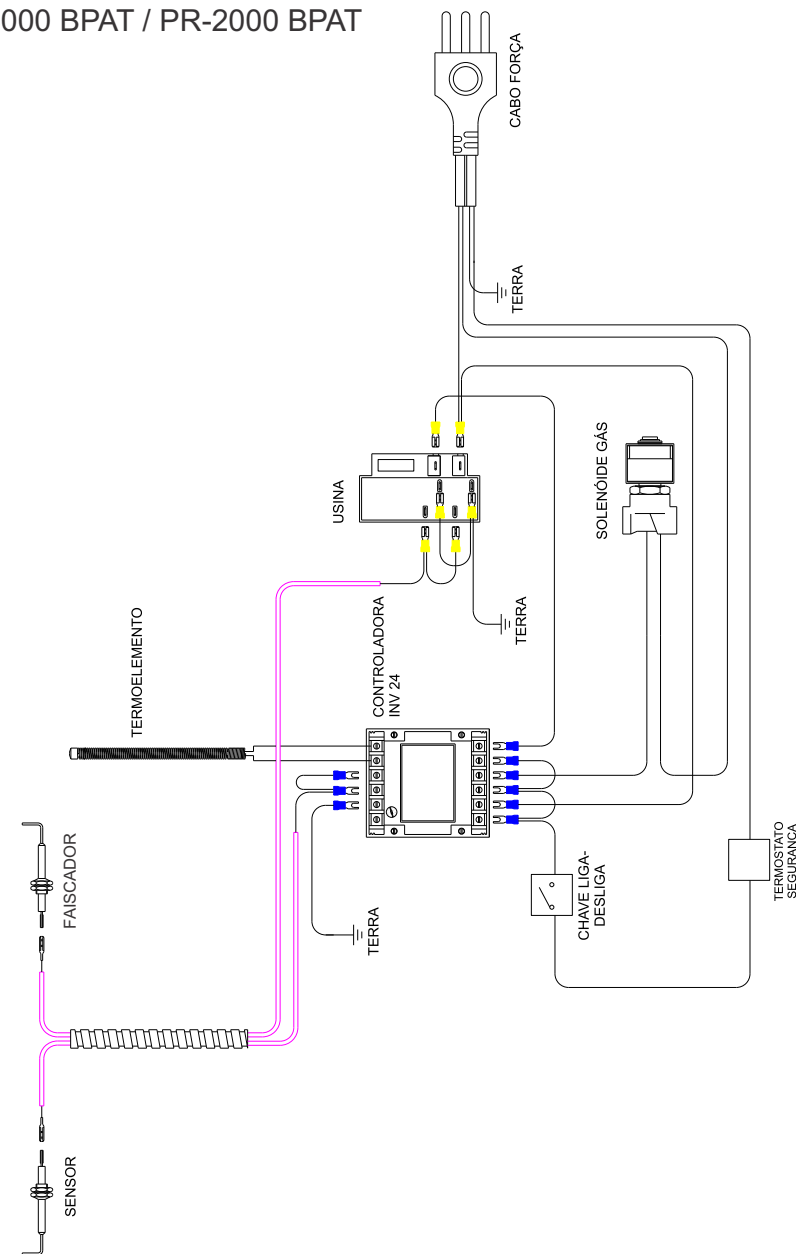 000 BPAT / PR-2000 BPAT
CABO FORÇA
TERRA
USINA
SOLENÓIDE GÁS
TERMOELEMENTO
CONTROLADORA
INV 24
TERRA
FAISCADOR
TERRA
CHAVE LIGA-
DESLIGA
TERMOSTATO
SEGURANCA
SENSOR